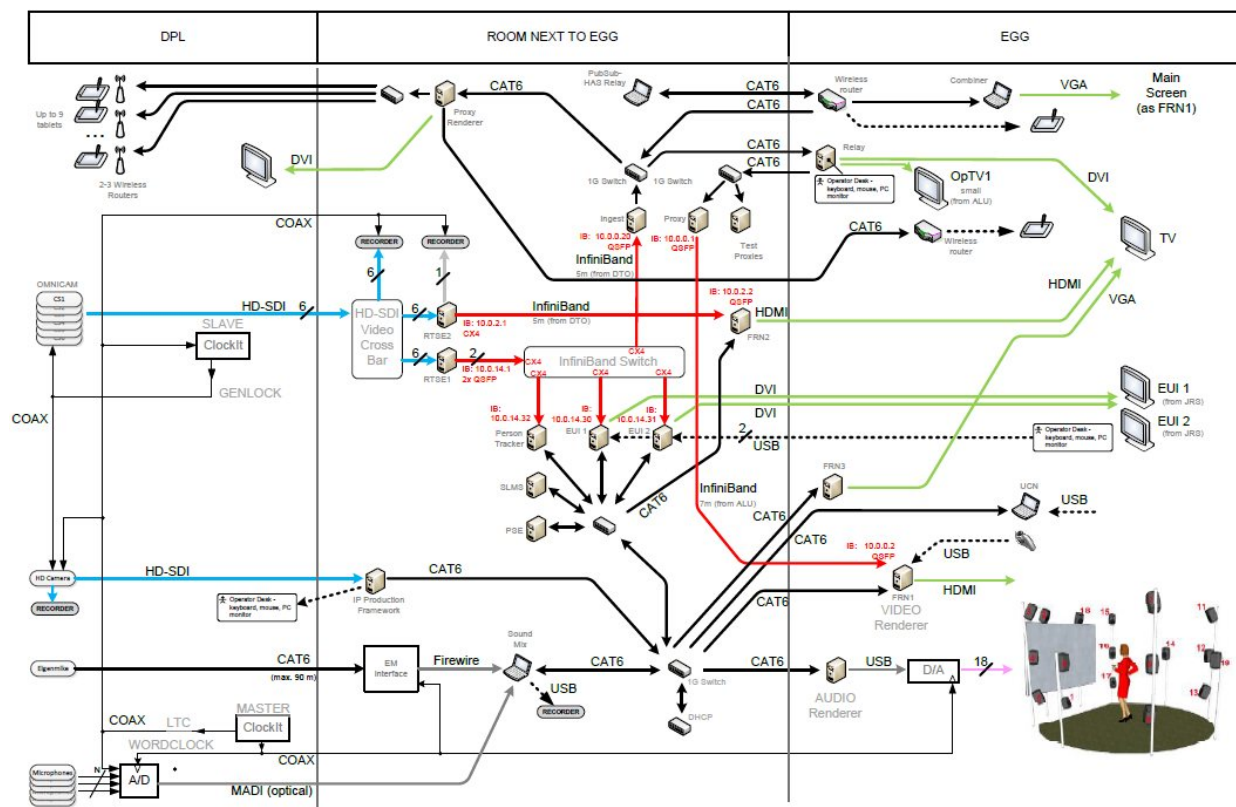 DPL
ROOM NEXT TO EGG
EGG
Up to 9
tablets
...
2-3 Wireless
Routers
DVI
CAT6
Proxy
Renderer
PubSub-
HAS Relay
CAT6
CAT6
Wireless
router
Combiner
VGA
Main
Screen
(as FRN1)
1G Switch
1G Switch
CAT6
Relay
Operator Desk -
keyboard, mouse, PC
monitor
OpTV1
small
(from ALU)
DVI
TV
Ingest
Proxy
Test
Proxies
IB: 10.0.0.20
QSFP
IB: 10.0.0.1
QSFP
CAT6
Wireless router
COAX
RECORDER
RECORDER
6
1
InfiniBand
5m (from DTO)
OMNICAM
CS1
HD-SDI
6
HD-SDI
Video
Cross
Bar
6
RTSE2
IB: 10.0.2.1
CX4
InfiniBand
5m (from DTO)
IB: 10.0.2.2
QSFP
HDMI
FRN2
HDMI
VGA
SLAVE
ClockIt
GENLOCK
6
RTSE1
2
IB: 10.0.14.1
2x QSFP
CX4
CX4
InfiniBand Switch
CX4
CX4
CX4
COAX
IB:
10.0.14.32
IB:
10.0.14.30
IB:
10.0.14.31
Person
Tracker
EUI 1
EUI 2
DVI
DVI
EUI 1
(from JRS)
EUI 2
(from JRS)
2
USB
Operator Desk -
keyboard, mouse, PC
monitor
SLMS
PSE
CAT6
InfiniBand
7m (from ALU)
FRN3
UCN
USB
CAT6
CAT6
USB
IB: 10.0.0.2
QSFP
HD Camera
HD-SDI
RECORDER
Operator Desk -
keyboard, mouse, PC
monitor
IP Production
Framework
CAT6
CAT6
FRN1
VIDEO
Renderer
HDMI
Eigenmike
CAT6
(max. 90 m)
EM
Interface
Firewire
Sound
Mix
USB
RECORDER
CAT6
1G Switch
DHCP
CAT6
AUDIO
Renderer
USB
D/A
18
MASTER
ClockIt
LTC
COAX
WORDCLOCK
COAX
Microphones
N
A/D
MADI (optical)
18
15
11
16
14
12
19
17
13
1